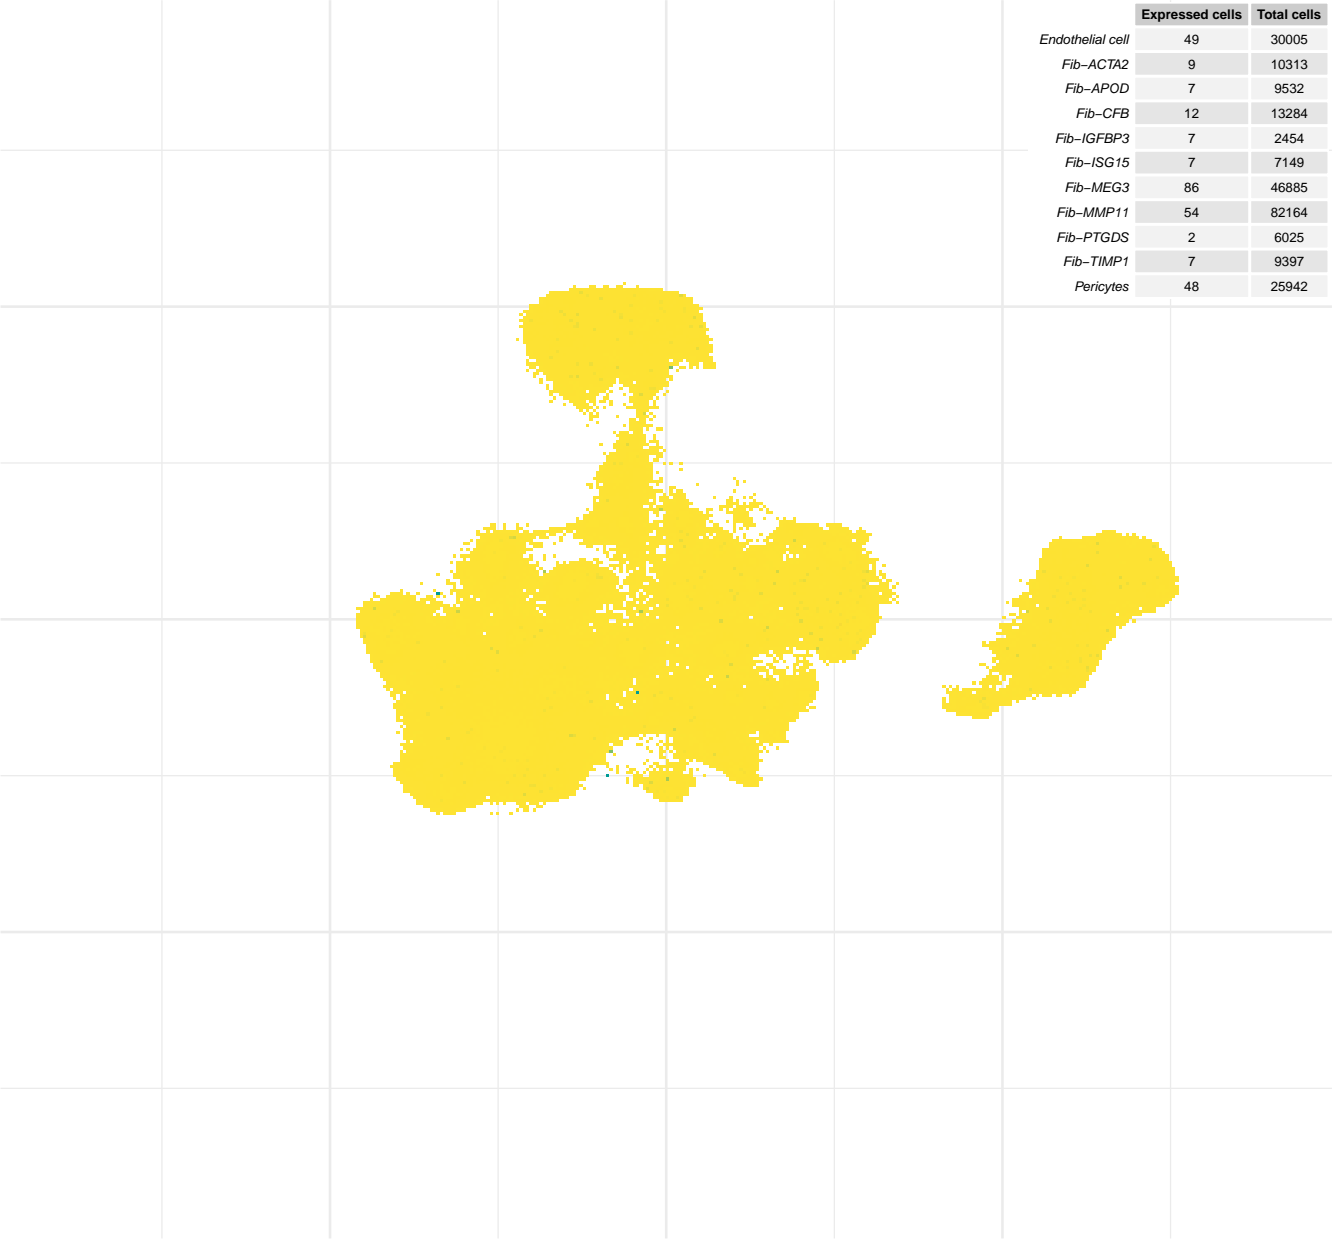 Expressed cells Total cells
Endothelial cell 49 30005
Fib−ACTA2 9 10313
Fib−APOD 7 9532
Fib−CFB 12 13284
Fib−IGFBP3 7 2454
Fib−ISG15 7 7149
Fib−MEG3 86 46885
Fib−MMP11 54 82164
Fib−PTGDS 2 6025
Fib−TIMP1 7 9397
Pericytes 48 25942